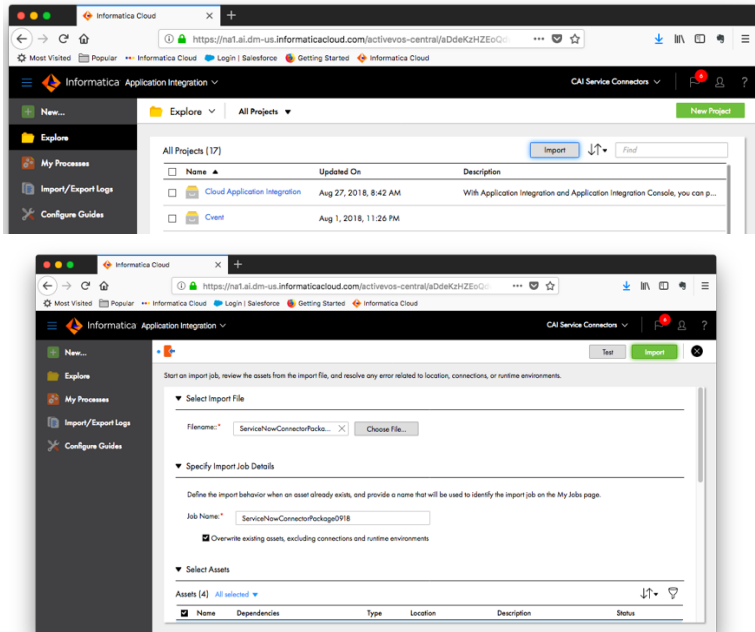 Informatica Cloud
https://na1.ai.dm-us.informaticacloud.com/activevos-central/aDdeKzHZEoQ
Most Visited Popular Informatica Cloud Login | Salesforce Getting Started Informatica Cloud
Informatica Application Integration CAI Service Connectors 6 ?
New... Explore All Projects New Project
Explore
All Projects (17) Import Find
My Processes
Name Updated On Description
Import/Export Logs
Cloud Application Integration Aug 27, 2018, 8:42 AM With Application Integration and Application Integration Console, you can p...
Configure Guides
Cvent Aug 1, 2018, 11:26 PM
Informatica Cloud
https://na1.ai.dm-us.informaticacloud.com/activevos-central/aDdeKzHZEoQ
Most Visited Popular Informatica Cloud Login | Salesforce Getting Started Informatica Cloud
Informatica Application Integration CAI Service Connectors 6 ?
New... Test Import
Explore Start an import job, review the assets from the import file, and resolve any error related to location, connections, or runtime environments.
My Processes Select Import File
Import/Export Logs Filename:* ServiceNowConnectorPacka... Choose File...
Configure Guides
Specify Import Job Details
Define the import behavior when an asset already exists, and provide a name that will be used to identify the import job on the My Jobs page.
Job Name:* ServiceNowConnectorPackage0918
Overwrite existing assets, excluding connections and runtime environments
Select Assets
Assets (4) All selected
Name Dependencies Type Location Description Status